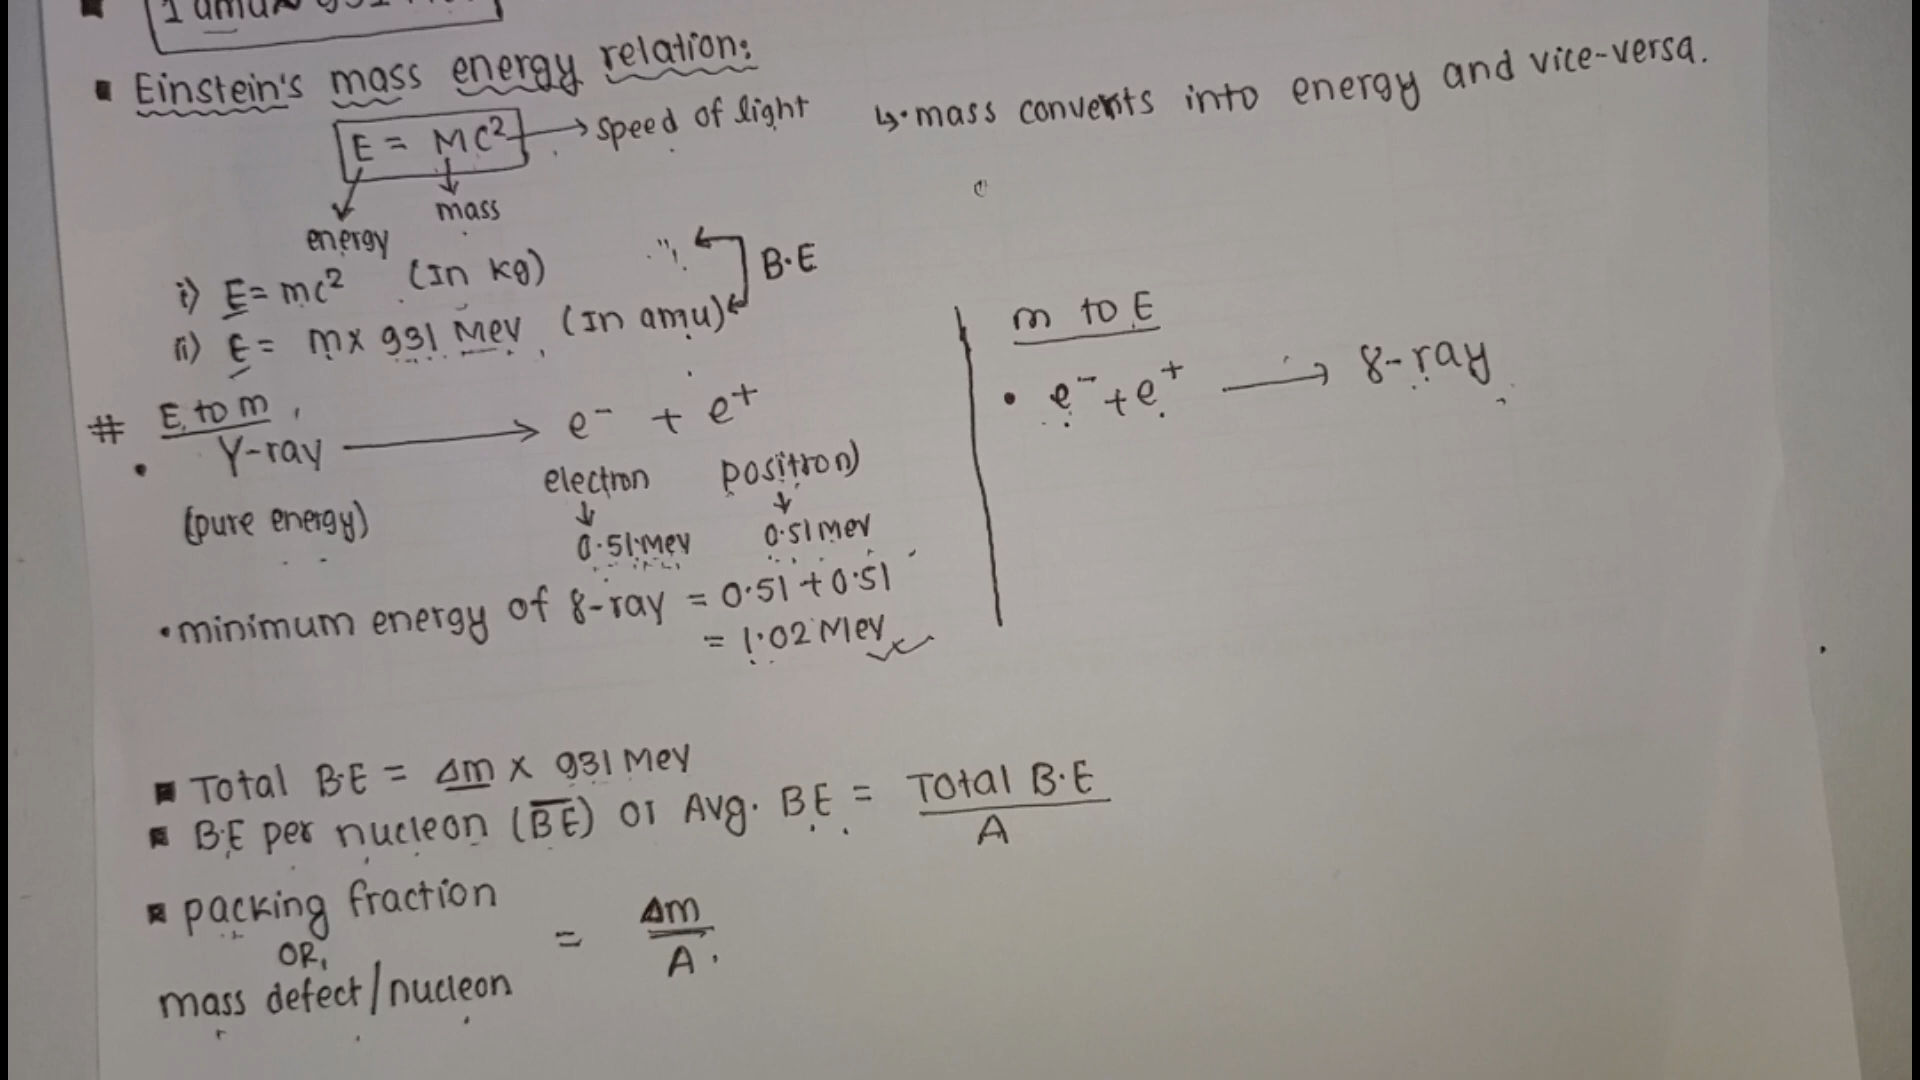 1 amu
▪ Einstein's mass energy relation:
E = MC² → speed of light
↳• mass converts into energy and vice-versa.
energy
mass
i) E = mc² (In kg)
B.E
ii) E = m x 931 Mev (In amu)
# E to m,
• γ-ray → e⁻ + e⁺
(pure energy)
electron
positron)
↓ ↓
0.51 Mev 0.51 Mev
• minimum energy of γ-ray = 0.51 + 0.51
= 1.02 Mev
m to E
• e⁻ + e⁺ → γ-ray
▪ Total B.E = Δm x 931 Mev
▪ B.E per nucleon (B̅E̅) or Avg. BE = Total B.E / A
▪ packing fraction
OR,
mass defect/nucleon
= Δm / A.